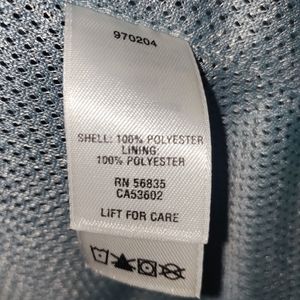 970204
SHELL: 100% POLYESTER
LINING:
100% POLYESTER
RN 56835
CA53602
LIFT FOR CARE